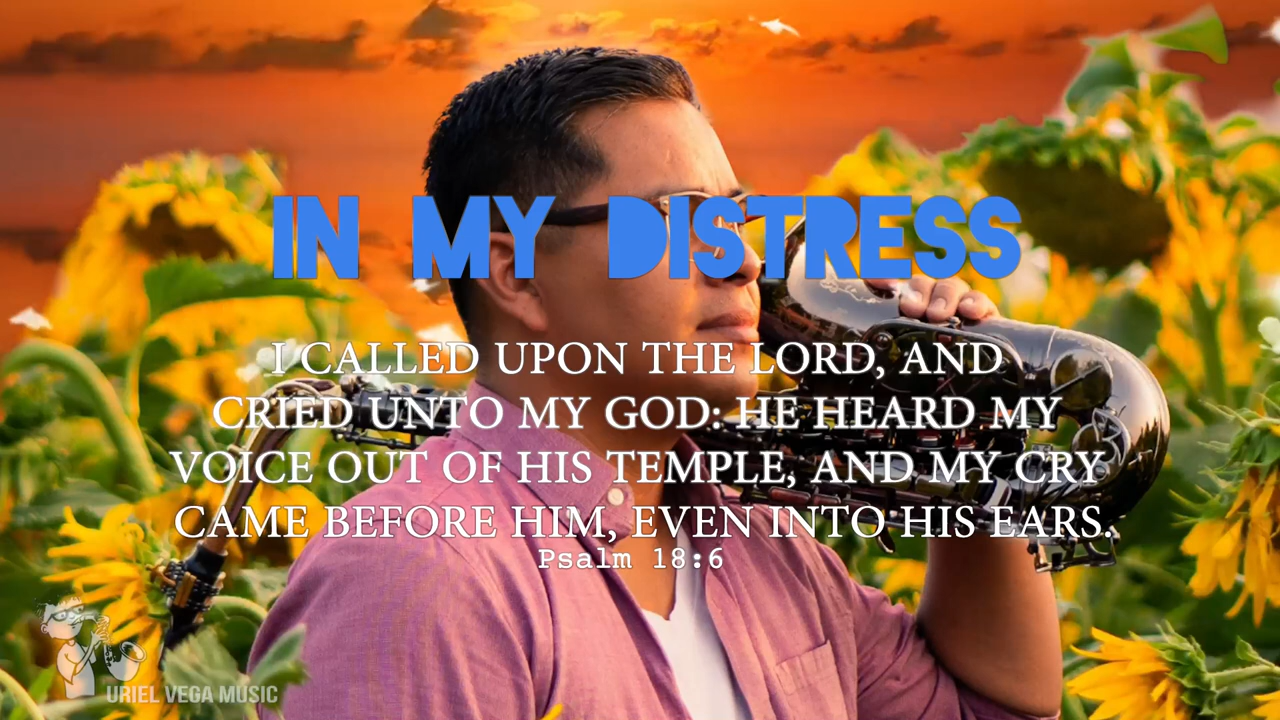 IN MY DISTRESS
I CALLED UPON THE LORD, AND
CRIED UNTO MY GOD: HE HEARD MY
VOICE OUT OF HIS TEMPLE, AND MY CRY
CAME BEFORE HIM, EVEN INTO HIS EARS.
Psalm 18:6
URIEL VEGA MUSIC